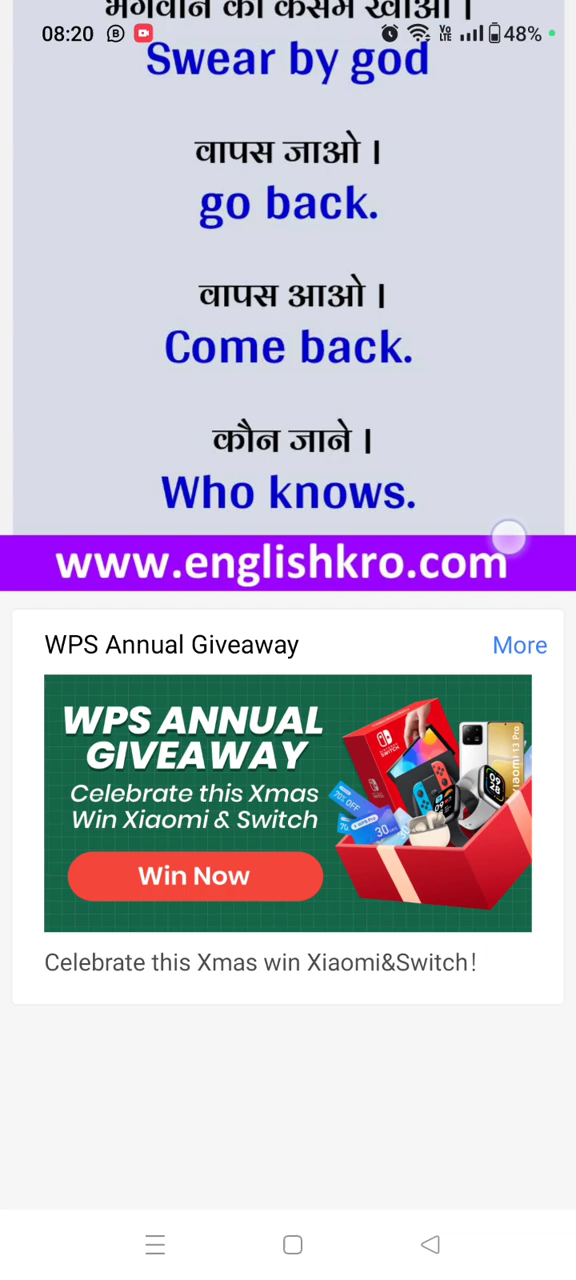 भगवान की कसम खाओ।
08:20
48%
Swear by god
वापस जाओ।
go back.
वापस आओ।
Come back.
कौन जाने।
Who knows.
www.englishkro.com
WPS Annual Giveaway
More
WPS ANNUAL
GIVEAWAY
Celebrate this Xmas
Win Xiaomi & Switch
Win Now
Celebrate this Xmas win Xiaomi&Switch!